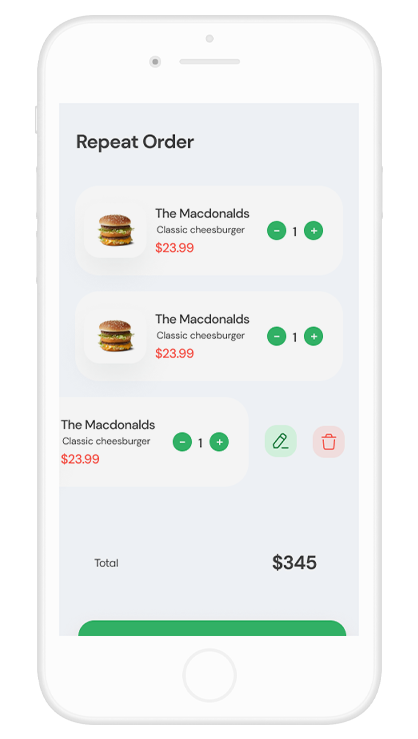 Repeat Order
The Macdonalds
Classic cheesburger
$23.99
- 1 +
The Macdonalds
Classic cheesburger
$23.99
- 1 +
The Macdonalds
Classic cheesburger
$23.99
- 1 +
Total $345